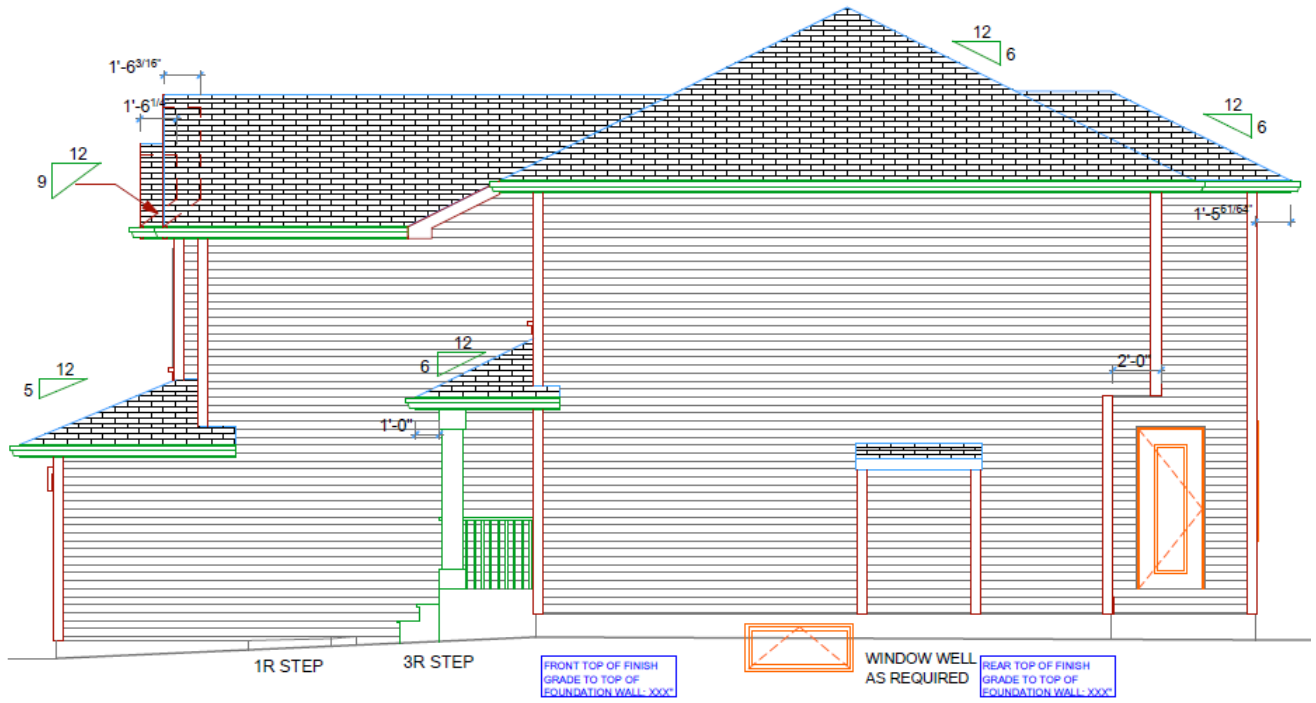 12
6
1'-6 3/16"
1'-6 1/4
12
6
12
9
1'-5 61/64"
12
6
12
5
2'-0"
1'-0"
1R STEP
3R STEP
FRONT TOP OF FINISH
GRADE TO TOP OF
FOUNDATION WALL: XXX"
WINDOW WELL
AS REQUIRED
REAR TOP OF FINISH
GRADE TO TOP OF
FOUNDATION WALL: XXX"